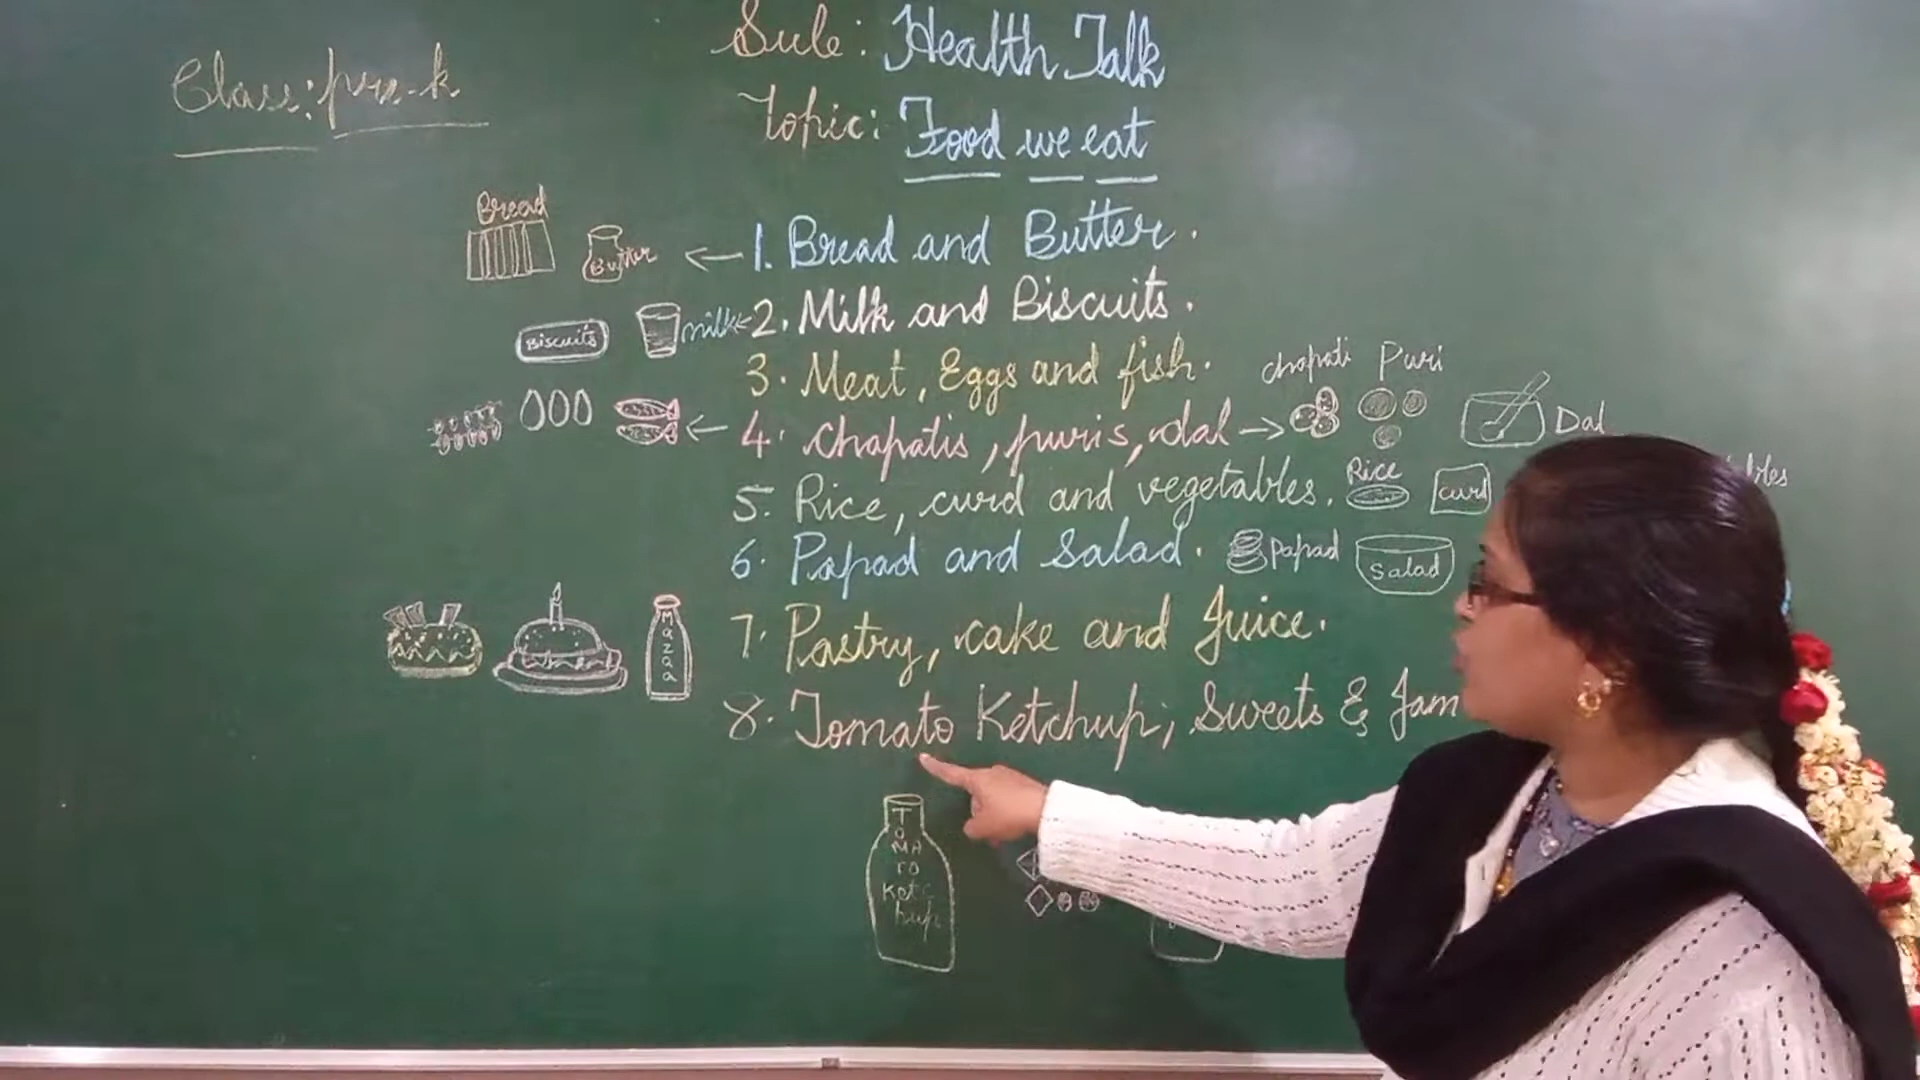 Class: pre-k
Sub: Health Talk
Topic: Food we eat
Bread
Butter
1. Bread and Butter.
Biscuits
milk
2. Milk and Biscuits.
3. Meat, Eggs and fish.
4. Chapatis, puris, dal
chapati Puri
Dal
5. Rice, curd and vegetables.
Rice
curd
6. Papad and Salad.
Papad
Salad
Mazaa
7. Pastry, cake and Juice.
8. Tomato Ketchup, Sweets & Jam
TOMATO Ketchup